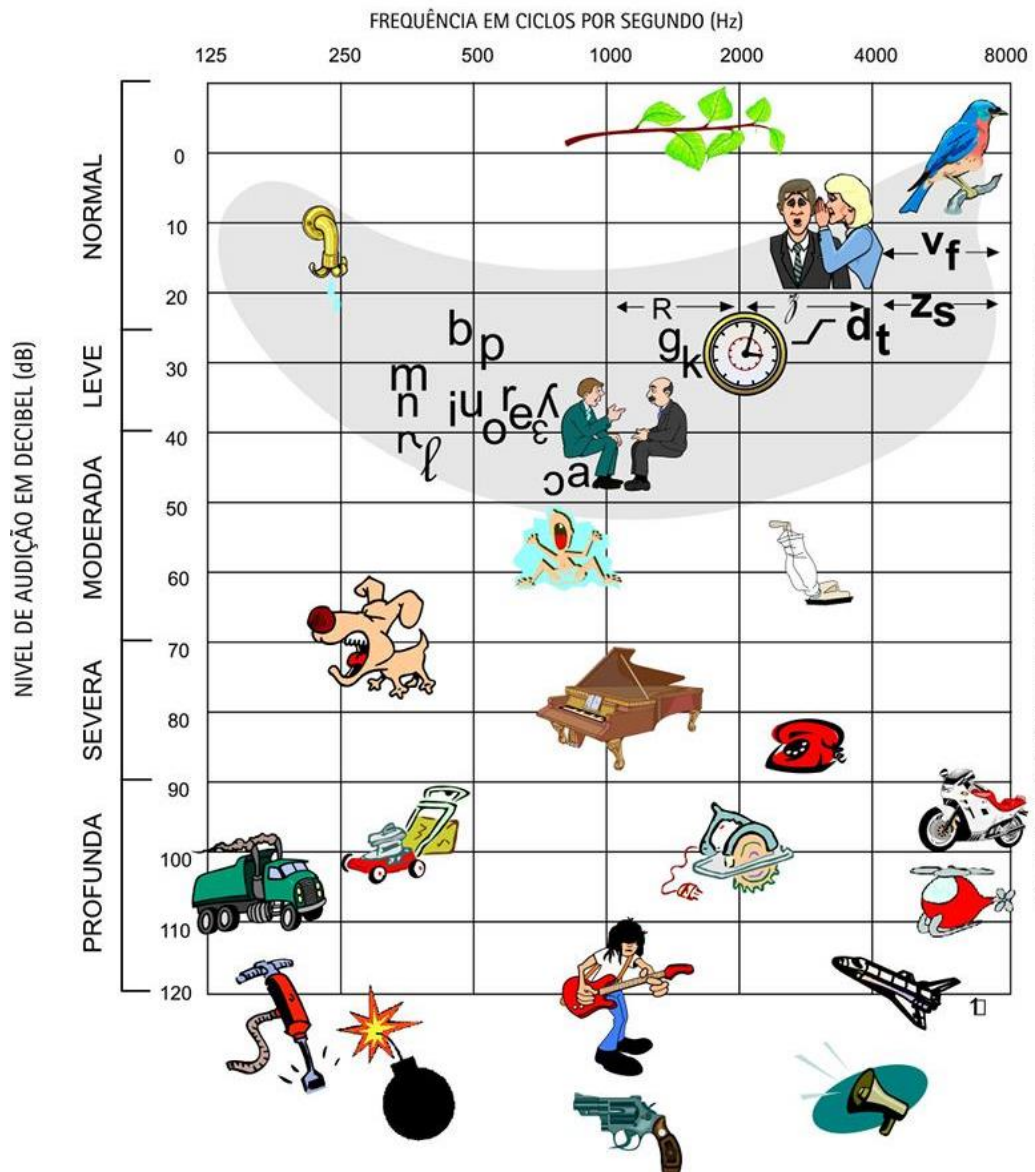 FREQUÊNCIA EM CICLOS POR SEGUNDO (Hz)
125 250 500 1000 2000 4000 8000
NIVEL DE AUDIÇÃO EM DECIBEL (dB)
NORMAL
LEVE
MODERADA
SEVERA
PROFUNDA
0
10
20
30
40
50
60
70
80
90
100
110
120
v f
R z z s
b p g k d t
m
n i u o r e ɛ ʎ
ɾ l
ɔ a